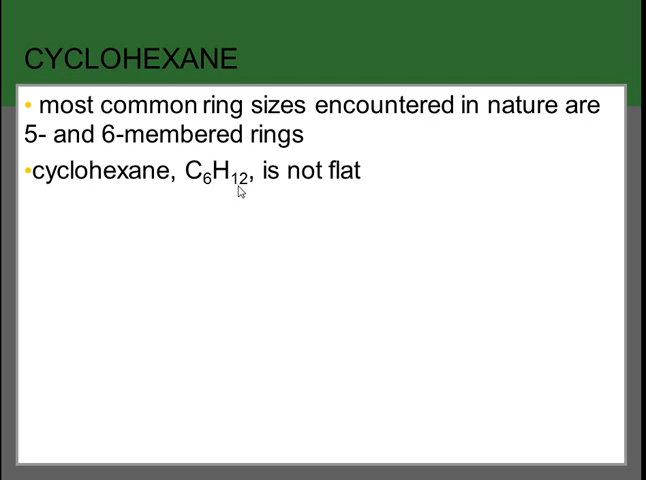 CYCLOHEXANE
• most common ring sizes encountered in nature are
5- and 6-membered rings
•cyclohexane, C₆H₁₂, is not flat